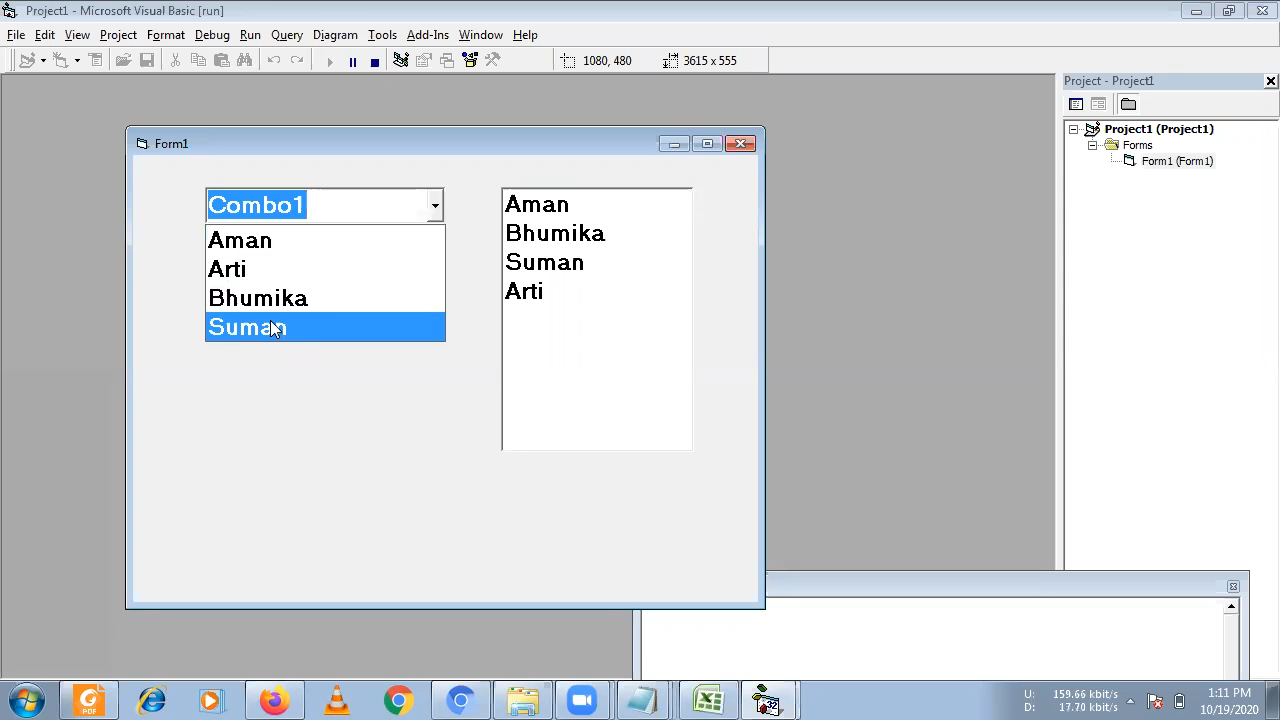 Project1 - Microsoft Visual Basic [run]
File Edit View Project Format Debug Run Query Diagram Tools Add-Ins Window Help
1080, 480 3615 x 555
Project - Project1
Project1 (Project1)
Forms
Form1 (Form1)
Form1
Combo1
Aman
Arti
Bhumika
Suman
Aman
Bhumika
Suman
Arti
PDF
32
U: 159.66 kbit/s
D: 17.70 kbit/s
1:11 PM
10/19/2020